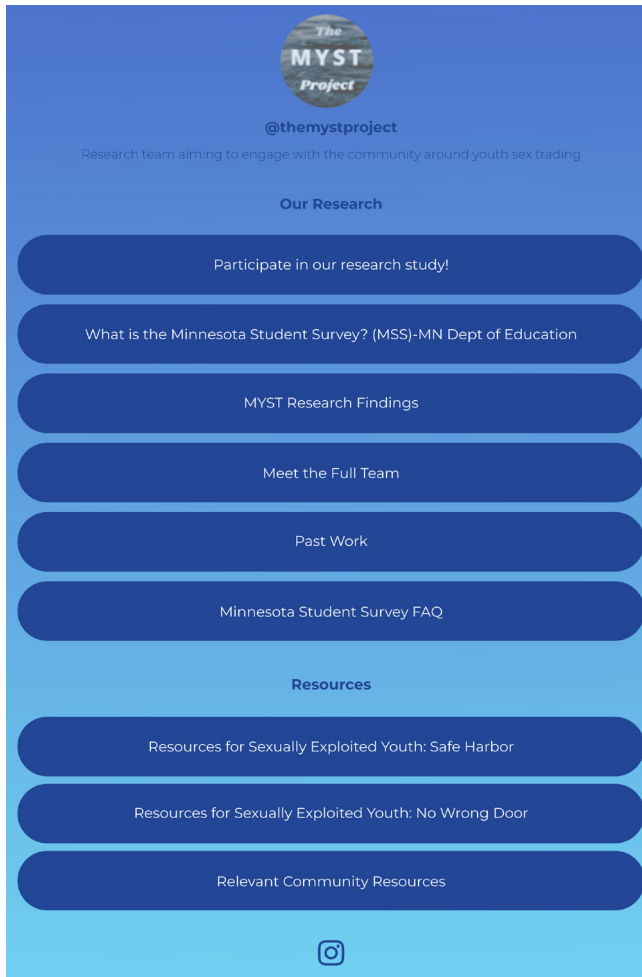 The
MYST
Project
@themystproject
Research team aiming to engage with the community around youth sex trading
Our Research
Participate in our research study!
What is the Minnesota Student Survey? (MSS)-MN Dept of Education
MYST Research Findings
Meet the Full Team
Past Work
Minnesota Student Survey FAQ
Resources
Resources for Sexually Exploited Youth: Safe Harbor
Resources for Sexually Exploited Youth: No Wrong Door
Relevant Community Resources